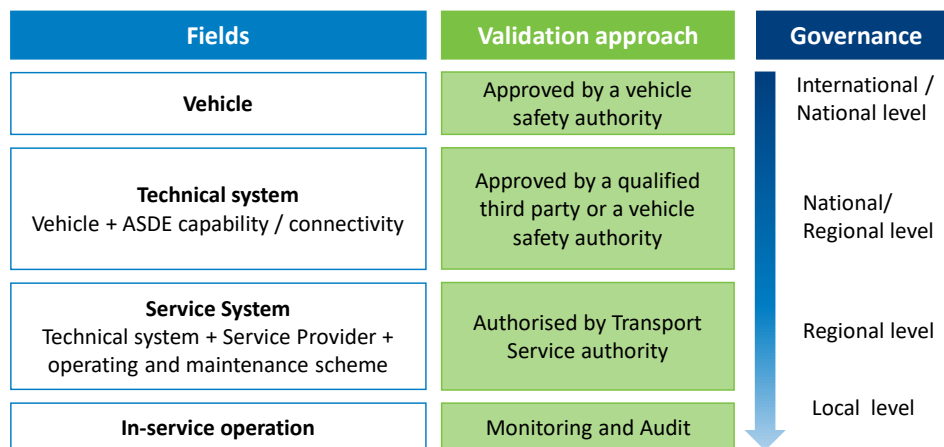 Fields
Validation approach
Governance
Vehicle
Approved by a vehicle
safety authority
International /
National level
Technical system
Vehicle + ASDE capability / connectivity
Approved by a qualified
third party or a vehicle
safety authority
National/
Regional level
Service System
Technical system + Service Provider +
operating and maintenance scheme
Authorised by Transport
Service authority
Regional level
In-service operation
Monitoring and Audit
Local level